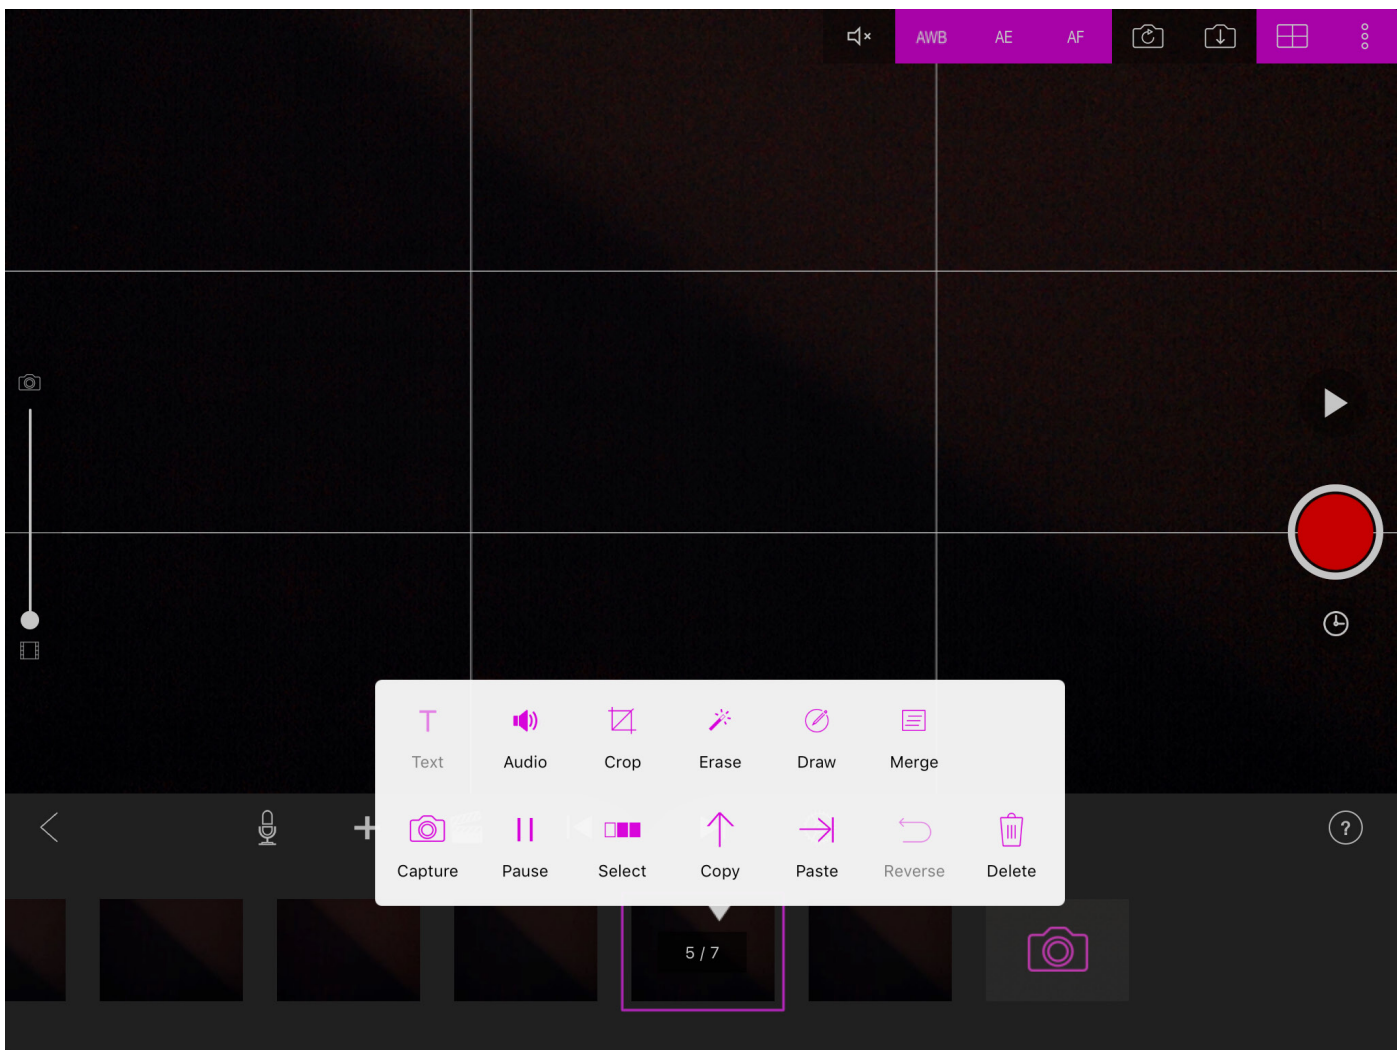 AWB AE AF
Text Audio Crop Erase Draw Merge
Capture Pause Select Copy Paste Reverse Delete
?
5 / 7